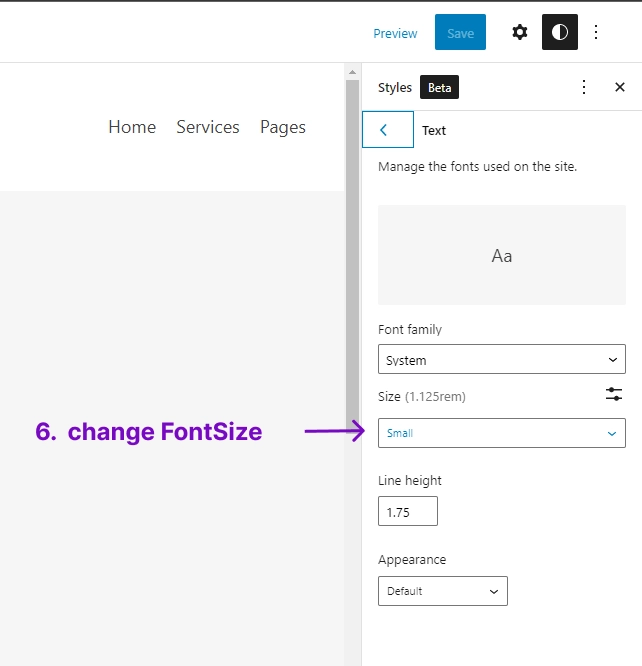 Preview Save
Styles Beta
Home Services Pages
Text
Manage the fonts used on the site.
Aa
Font family
System
Size (1.125rem)
6. change FontSize
Small
Line height
1.75
Appearance
Default